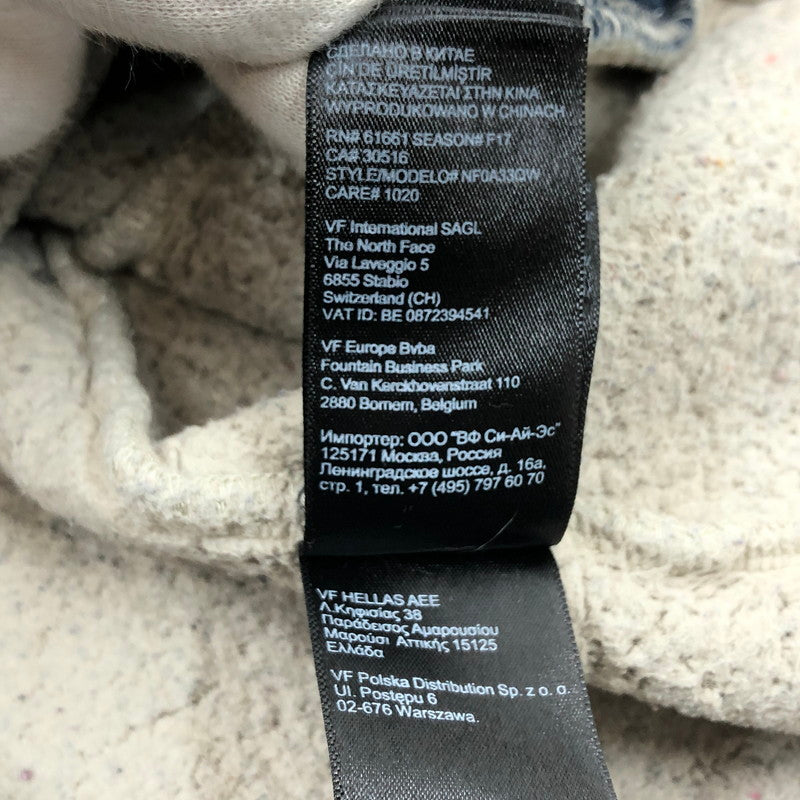 СДЕЛАНО В КИТАЕ
ÇİN DE ÜRETİLMİŞTİR
ΚΑΤΑΣΚΕΥΑΖΕΤΑΙ ΣΤΗΝ ΚΙΝΑ
WYPRODUKOWANO W CHINACH
RN# 61661 SEASON# F17
CA# 30516
STYLE/MODELO# NF0A33QW
CARE# 1020
VF International SAGL
The North Face
Via Laveggio 5
6855 Stabio
Switzerland (CH)
VAT ID: BE 0872394541
VF Europe Bvba
Fountain Business Park
C. Van Kerckhovenstraat 110
2880 Bornem, Belgium
Импортер: ООО "ВФ Си-Ай-Эс"
125171 Москва, Россия
Ленинградское шоссе, д. 16а,
стр. 1, тел. +7 (495) 797 60 70
VF HELLAS AEE
Λ.Κηφισίας 38
Παράδεισος Αμαρουσίου
Μαρούσι Αττικής 15125
Ελλάδα
VF Polska Distribution Sp. z o. o.
Ul. Postępu 6
02-676 Warszawa.